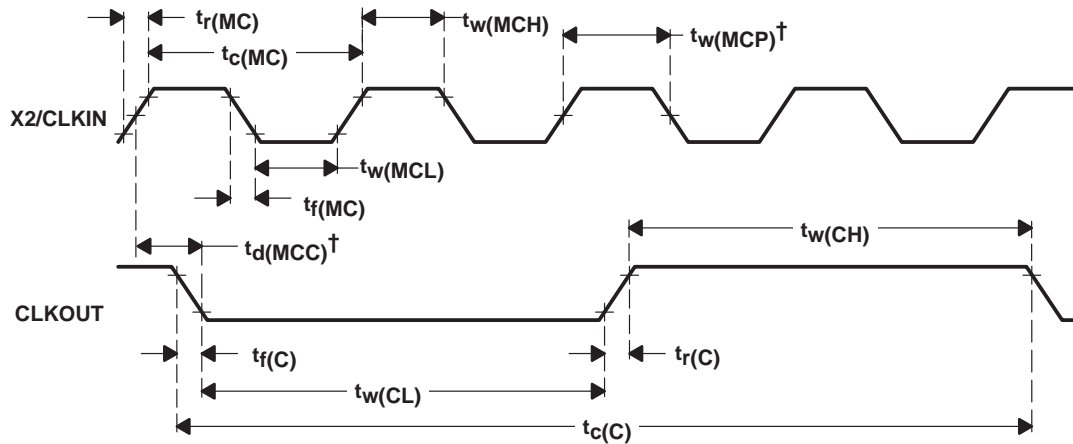 tr(MC)
tw(MCH)
tw(MCP)†
tc(MC)
X2/CLKIN
tw(MCL)
tf(MC)
tw(CH)
td(MCC)†
CLKOUT
tf(C)
tr(C)
tw(CL)
tc(C)